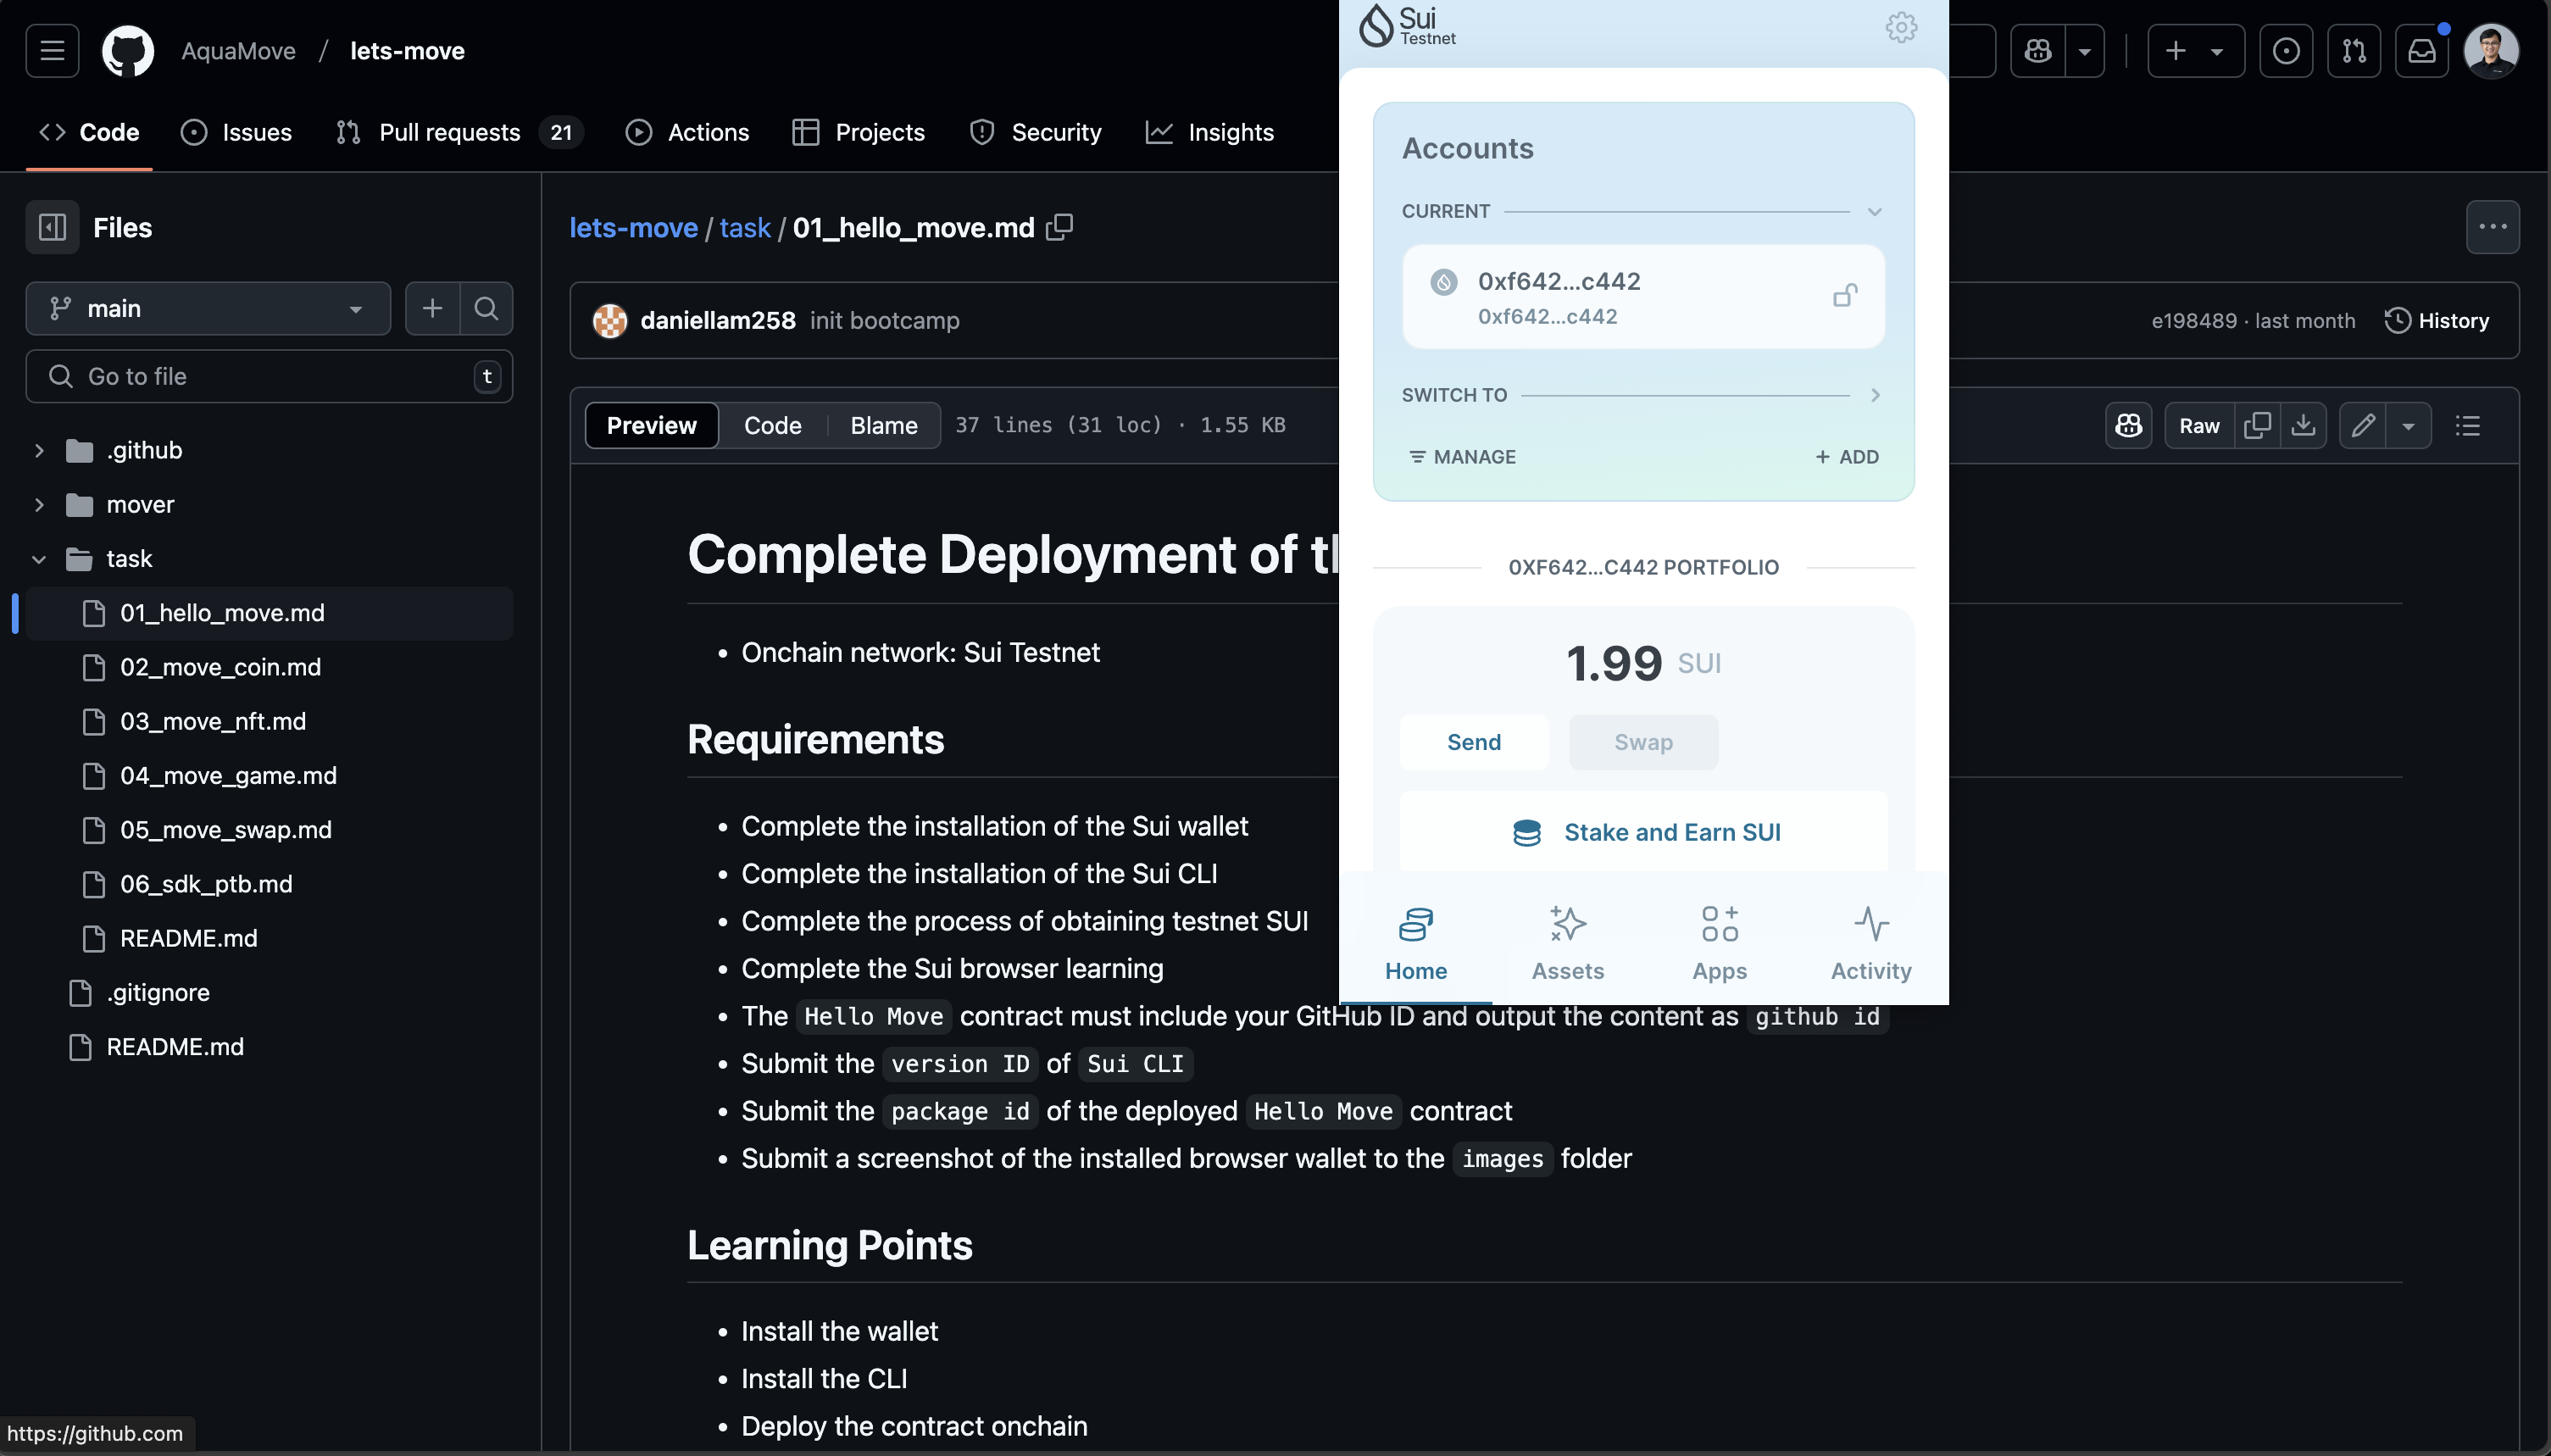 AquaMove / lets-move
Code
Issues
Pull requests 21
Actions
Projects
Security
Insights
Files
main
Go to file
t
.github
mover
task
01_hello_move.md
02_move_coin.md
03_move_nft.md
04_move_game.md
05_move_swap.md
06_sdk_ptb.md
README.md
.gitignore
README.md
https://github.com
lets-move / task / 01_hello_move.md
daniellam258 init bootcamp
e198489 · last month
History
Preview
Code
Blame
37 lines (31 loc) · 1.55 KB
Raw
Complete Deployment of
• Onchain network: Sui Testnet
Requirements
• Complete the installation of the Sui wallet
• Complete the installation of the Sui CLI
• Complete the process of obtaining testnet SUI
• Complete the Sui browser learning
• The Hello Move contract must include your GitHub ID and output the content as github id
• Submit the version ID of Sui CLI
• Submit the package id of the deployed Hello Move contract
• Submit a screenshot of the installed browser wallet to the images folder
Learning Points
• Install the wallet
• Install the CLI
• Deploy the contract onchain
Sui
Testnet
Accounts
CURRENT
0xf642...c442
0xf642...c442
SWITCH TO
MANAGE
+ ADD
0XF642...C442 PORTFOLIO
1.99 SUI
Send
Swap
Stake and Earn SUI
Home
Assets
Apps
Activity